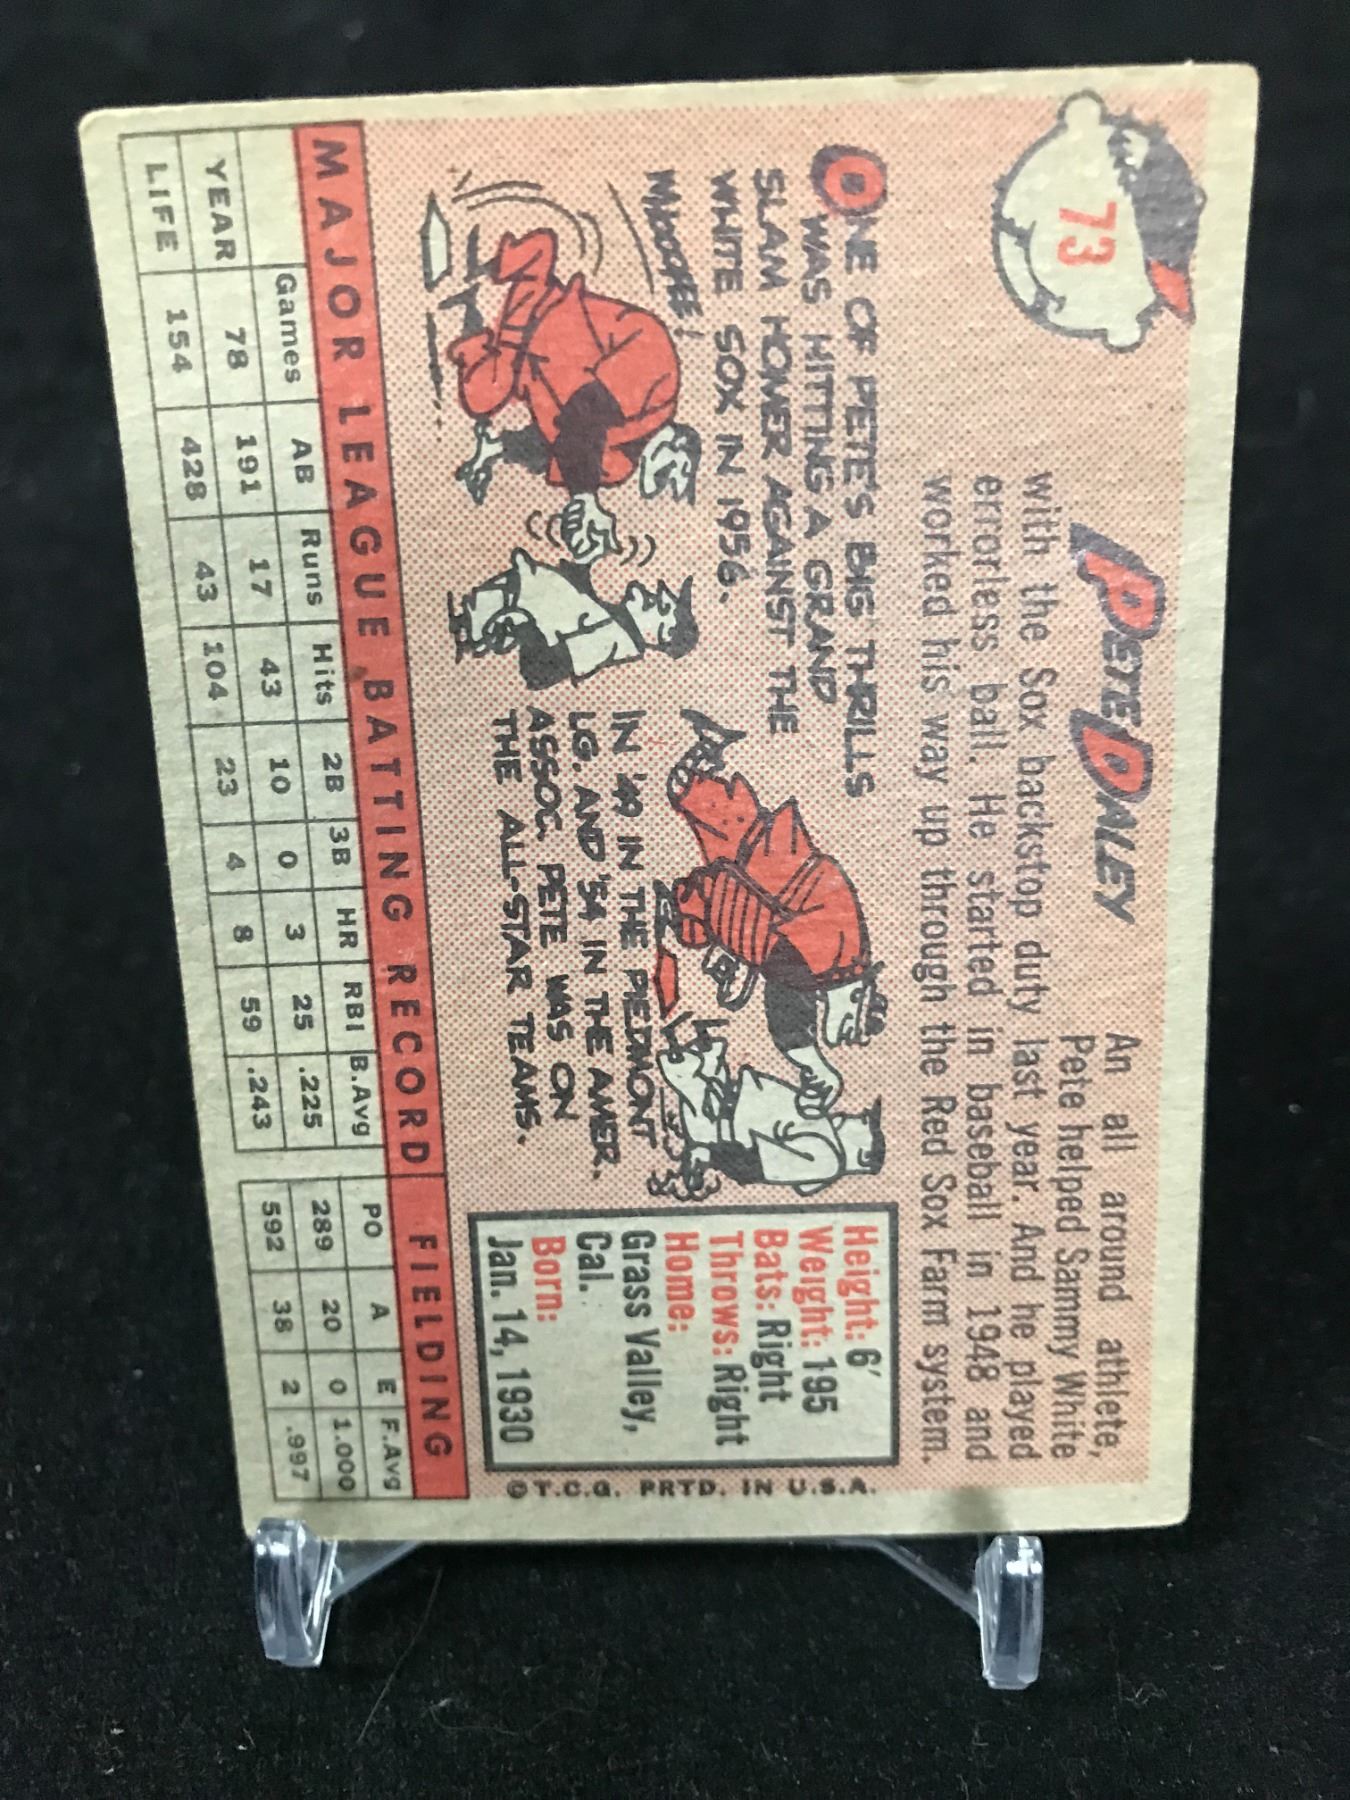 73
PETE DALEY
An all around athlete,
Pete helped Sammy White
with the Sox backstop duty last year. And he played
errorless ball. He started in baseball in 1948 and
worked his way up through the Red Sox Farm system.
ONE OF PETE'S BIG THRILLS
WAS HITTING A GRAND
SLAM HOMER AGAINST THE
WHITE SOX IN 1956.
WHOOPEE!
IN '49 IN THE PIEDMONT
LG. AND '54 IN THE AMER.
ASSOC. PETE WAS ON
THE ALL-STAR TEAMS.
Height: 6'
Weight: 195
Bats: Right
Throws: Right
Home:
Grass Valley,
Cal.
Born:
Jan. 14, 1930
©T.C.G. PRTD. IN U.S.A.
MAJOR LEAGUE BATTING RECORD FIELDING
Games AB Runs Hits 2B 3B HR RBI B.Avg PO A E F.Avg
YEAR 78 191 17 43 10 0 3 25 .225 289 20 0 1.000
LIFE 154 428 43 104 23 4 8 59 .243 592 38 2 .997